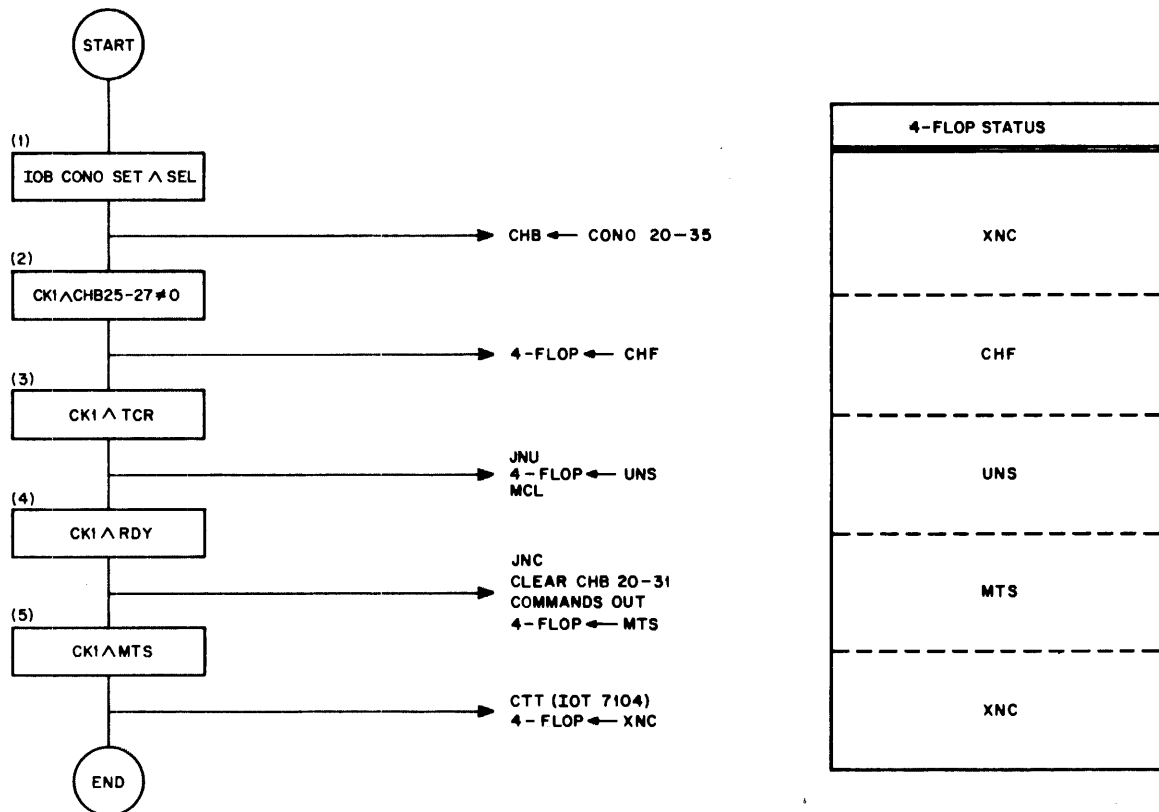 START
(1)
IOB CONO SET ∧ SEL
CHB ← CONO 20-35
(2)
CK1∧CHB25-27≠0
4-FLOP ← CHF
(3)
CK1 ∧ TCR
JNU
4-FLOP ← UNS
MCL
(4)
CK1 ∧ RDY
JNC
CLEAR CHB 20-31
COMMANDS OUT
4-FLOP ← MTS
(5)
CK1∧MTS
CTT (IOT 7104)
4-FLOP ← XNC
END
4-FLOP STATUS
XNC
CHF
UNS
MTS
XNC